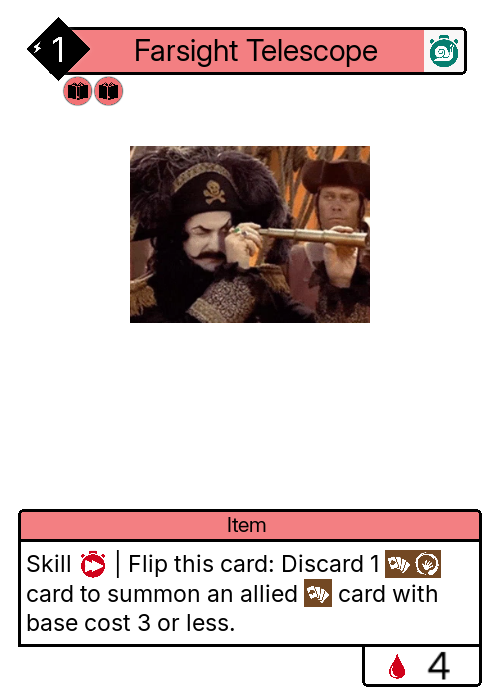 1
Farsight Telescope
Item
Skill | Flip this card: Discard 1
card to summon an allied card with
base cost 3 or less.
4